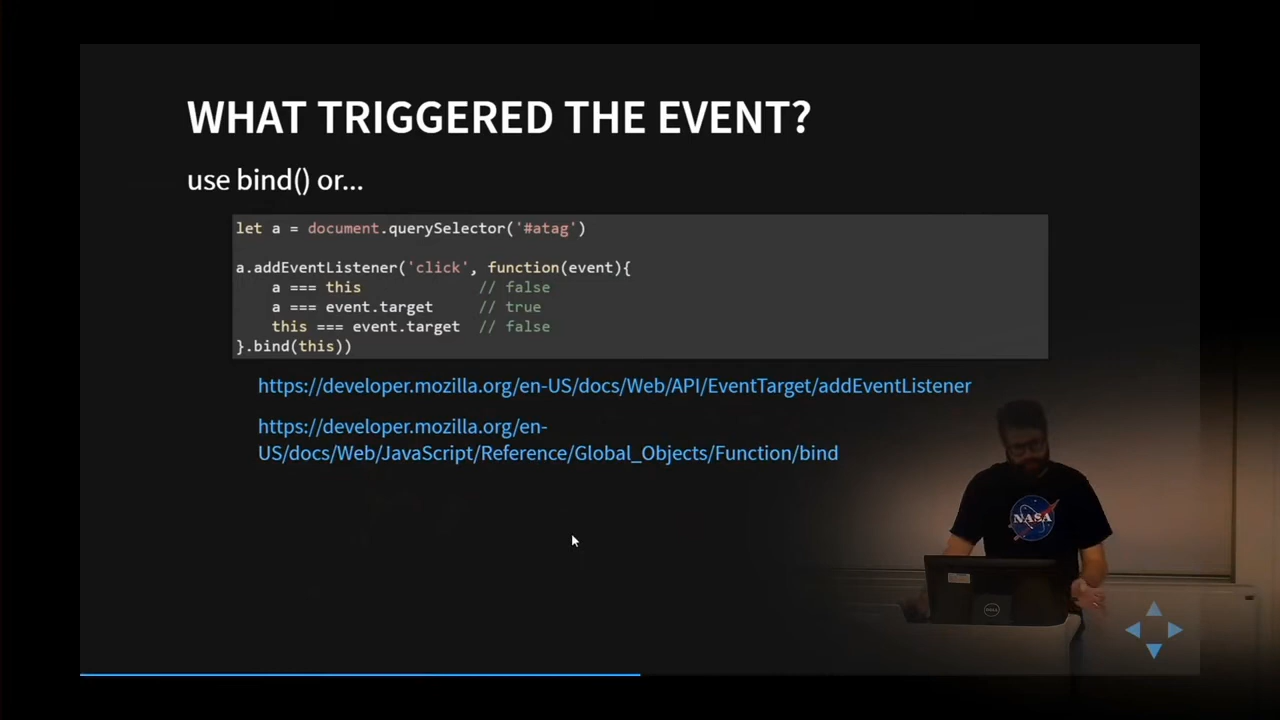 WHAT TRIGGERED THE EVENT?
use bind() or...
let a = document.querySelector('#atag')
a.addEventListener('click', function(event){
    a === this             // false
    a === event.target     // true
    this === event.target  // false
}.bind(this))
https://developer.mozilla.org/en-US/docs/Web/API/EventTarget/addEventListener
https://developer.mozilla.org/en-
US/docs/Web/JavaScript/Reference/Global_Objects/Function/bind
NASA
DELL